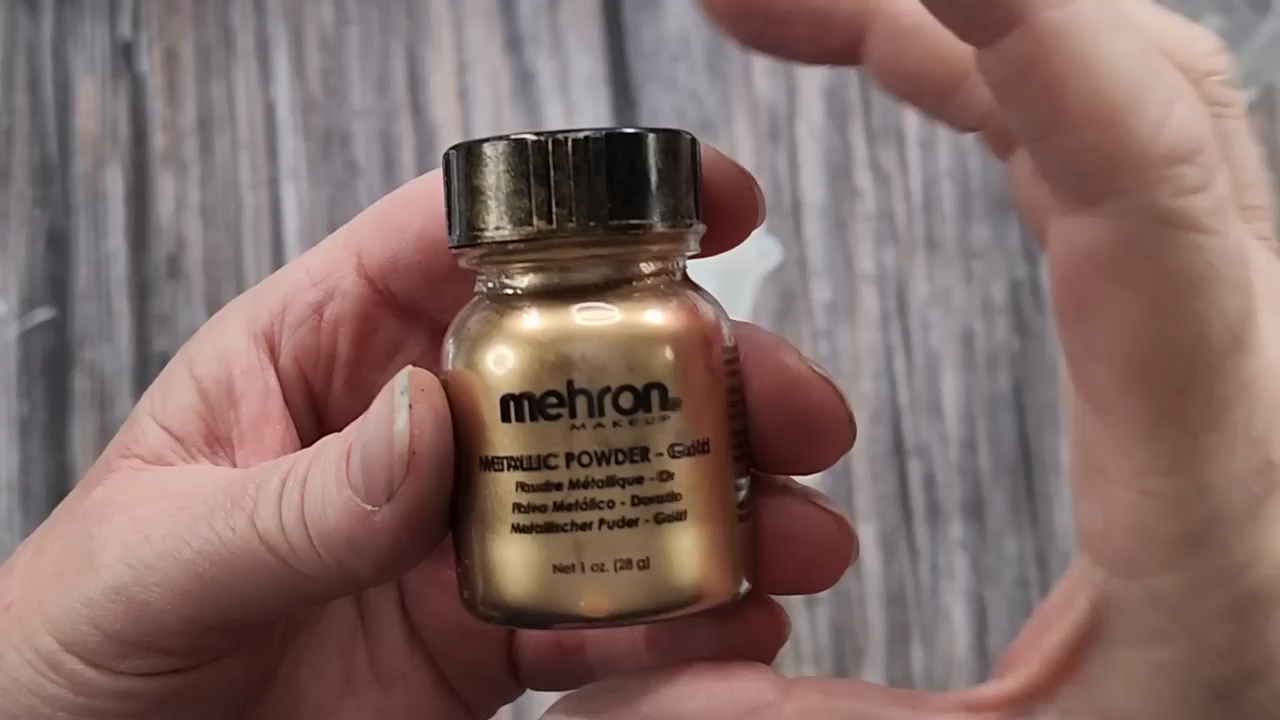 mehron
MAKEUP
METALLIC POWDER - Gold
Poudre Métallique - Or
Polvo Metálico - Dorado
Metallischer Puder - Gold
Net 1 oz. (28 g)